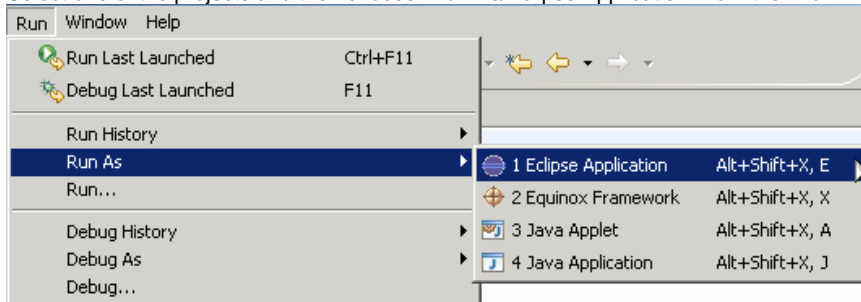 Run Window Help
Run Last Launched Ctrl+F11
Debug Last Launched F11
Run History
Run As
1 Eclipse Application Alt+Shift+X, E
Run...
2 Equinox Framework Alt+Shift+X, X
3 Java Applet Alt+Shift+X, A
Debug History
Debug As
4 Java Application Alt+Shift+X, J
Debug...